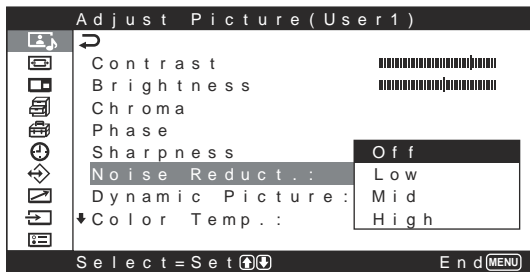 Adjust Picture(User1)
Contrast
Brightness
Chroma
Phase
Sharpness
Noise Reduct.:
Dynamic Picture:
Color Temp.:
Off
Low
Mid
High
Select=Set End MENU